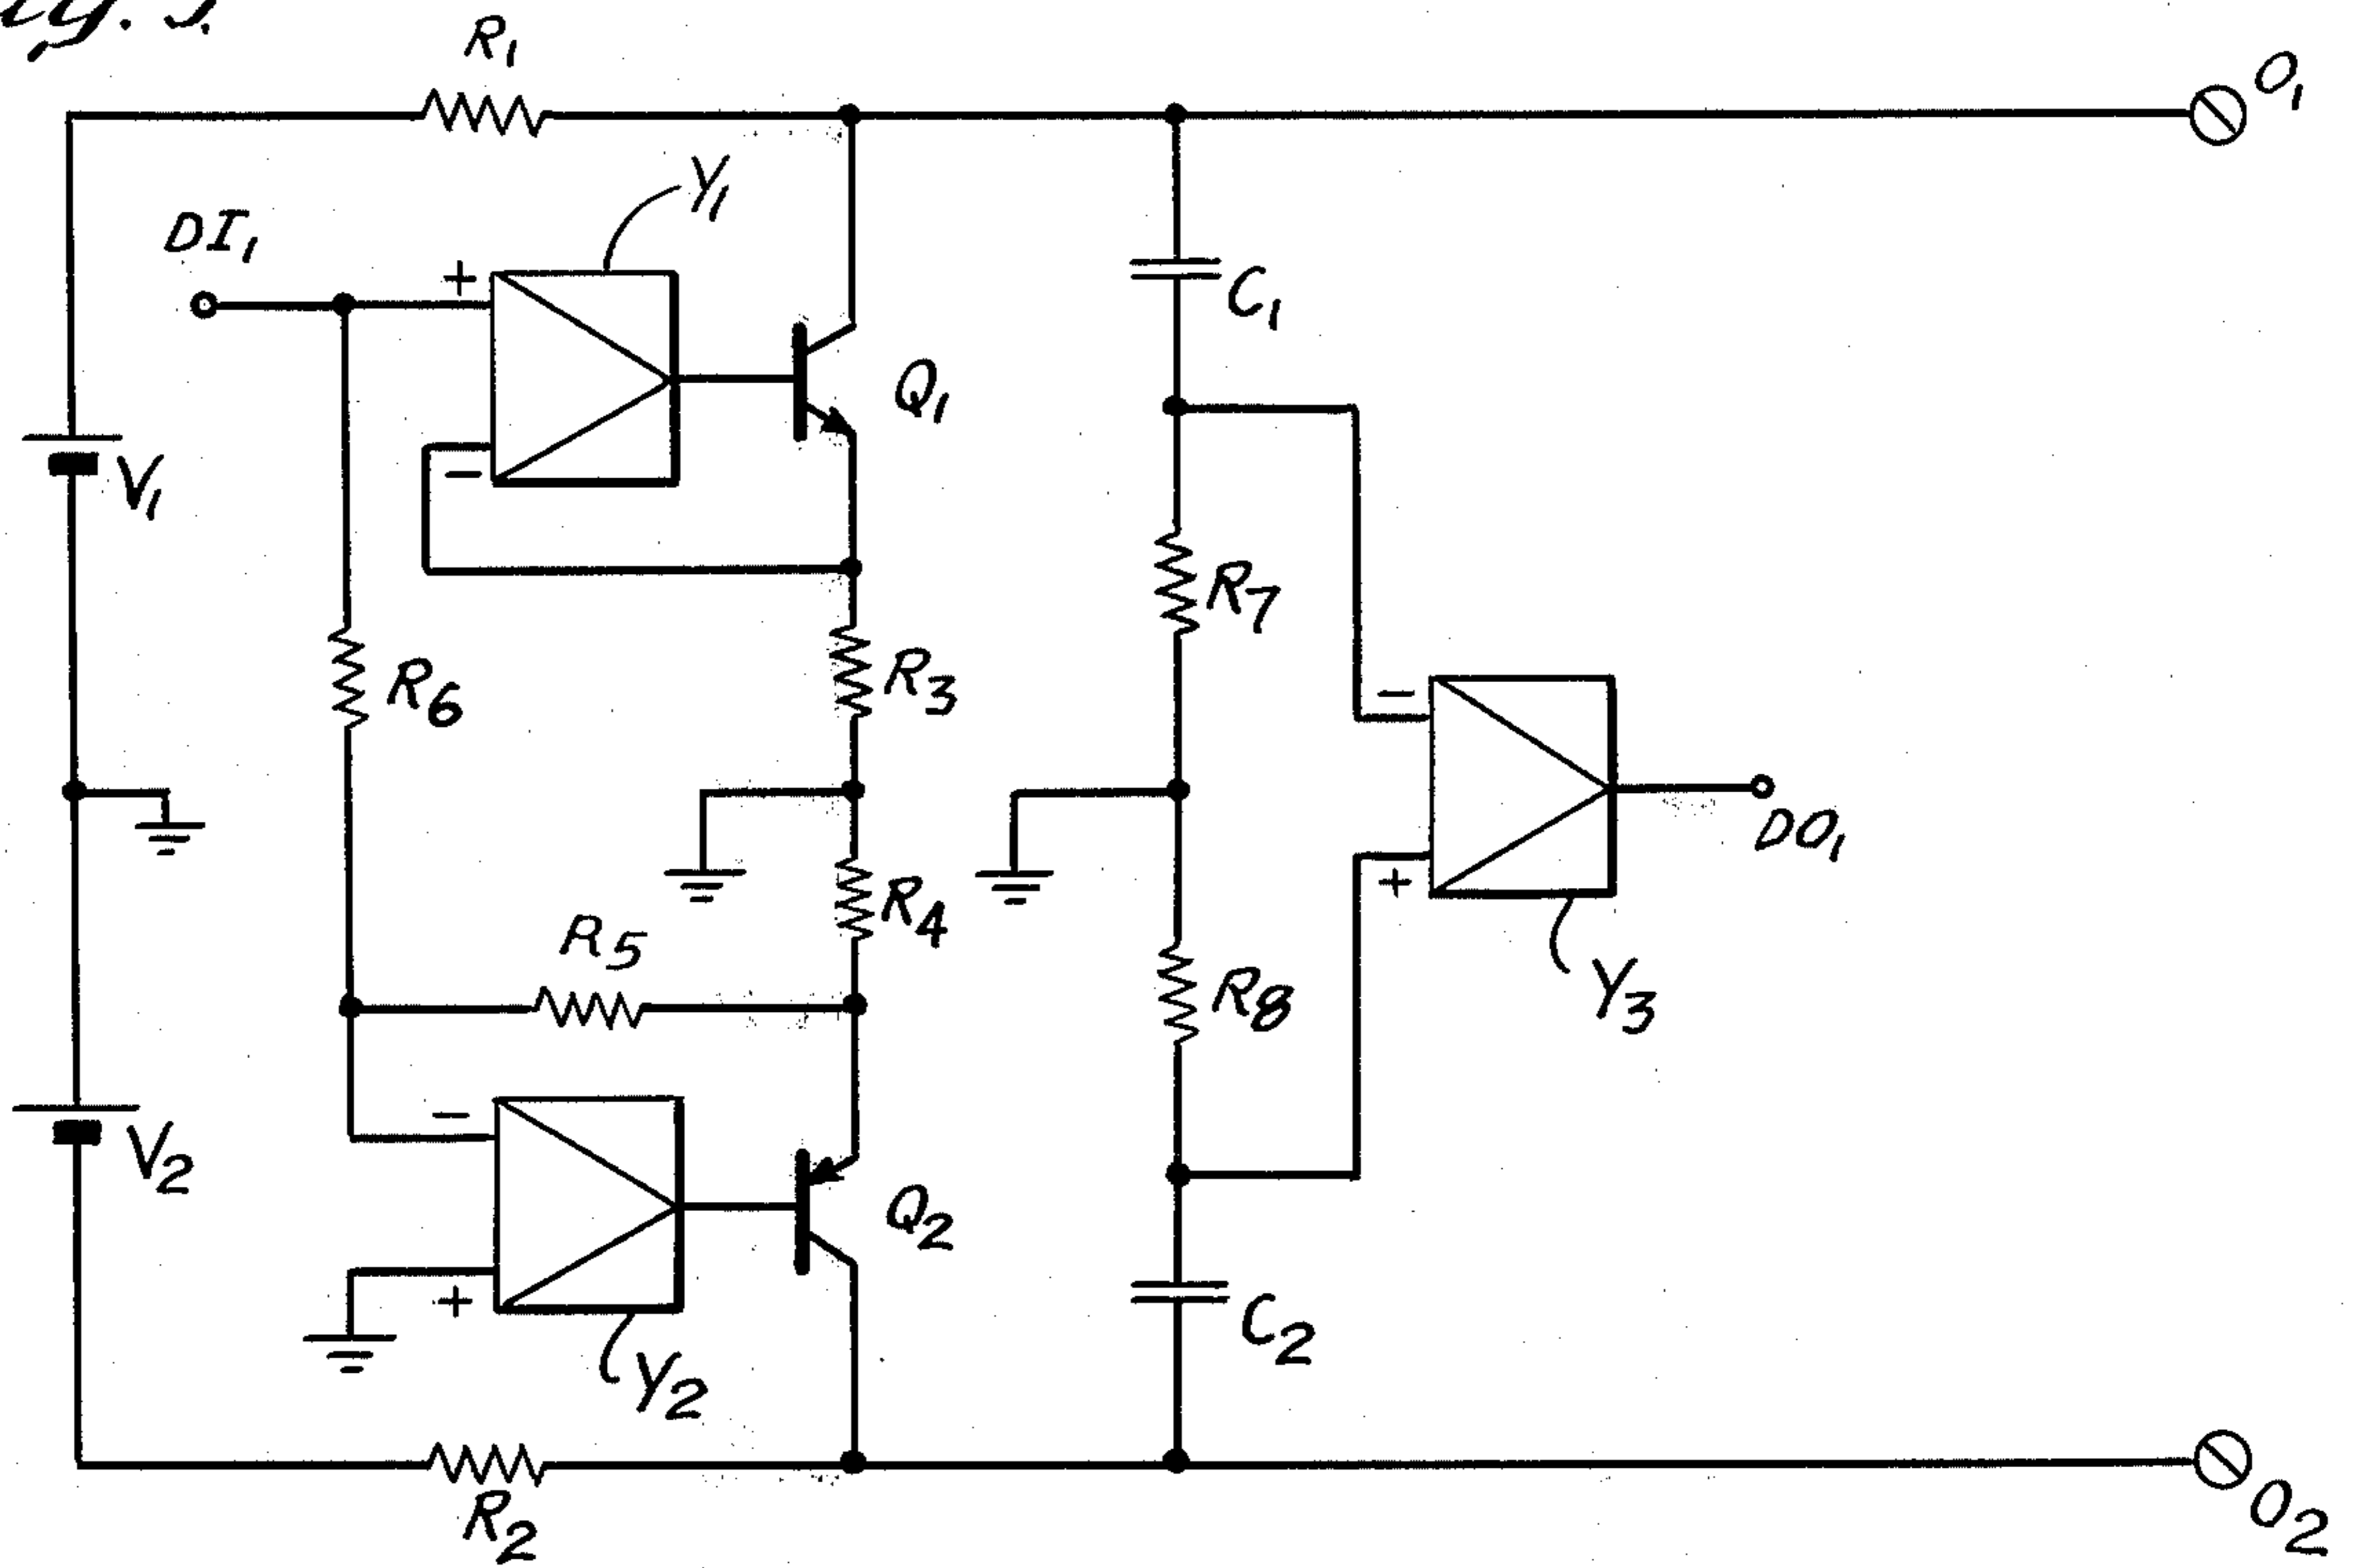 R1
O1
Y1
DI1
+
C1
Q1
V1
−
R7
R3
R6
−
DO1
+
R4
R5
R8
Y3
−
V2
Q2
+
C2
Y2
R2
O2